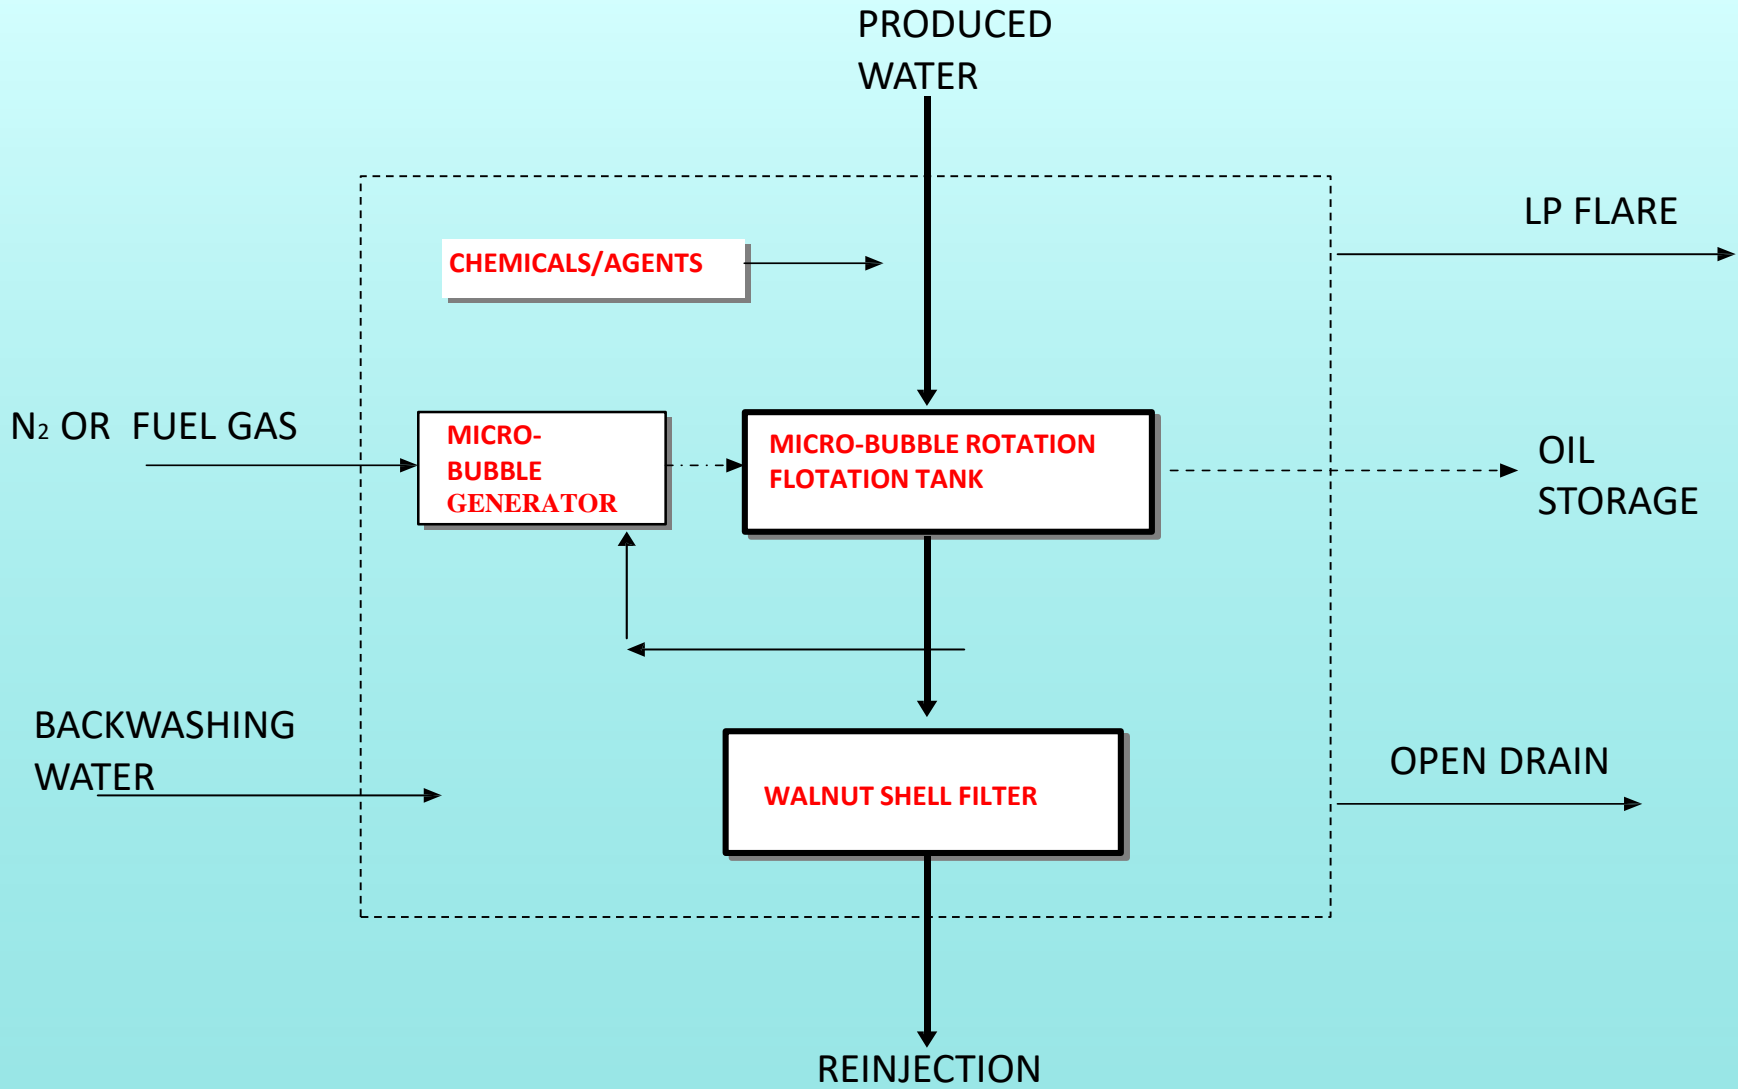 PRODUCED
WATER
LP FLARE
CHEMICALS/AGENTS
N₂ OR FUEL GAS
MICRO-
BUBBLE
GENERATOR
MICRO-BUBBLE ROTATION
FLOTATION TANK
OIL
STORAGE
BACKWASHING
WATER
WALNUT SHELL FILTER
OPEN DRAIN
REINJECTION